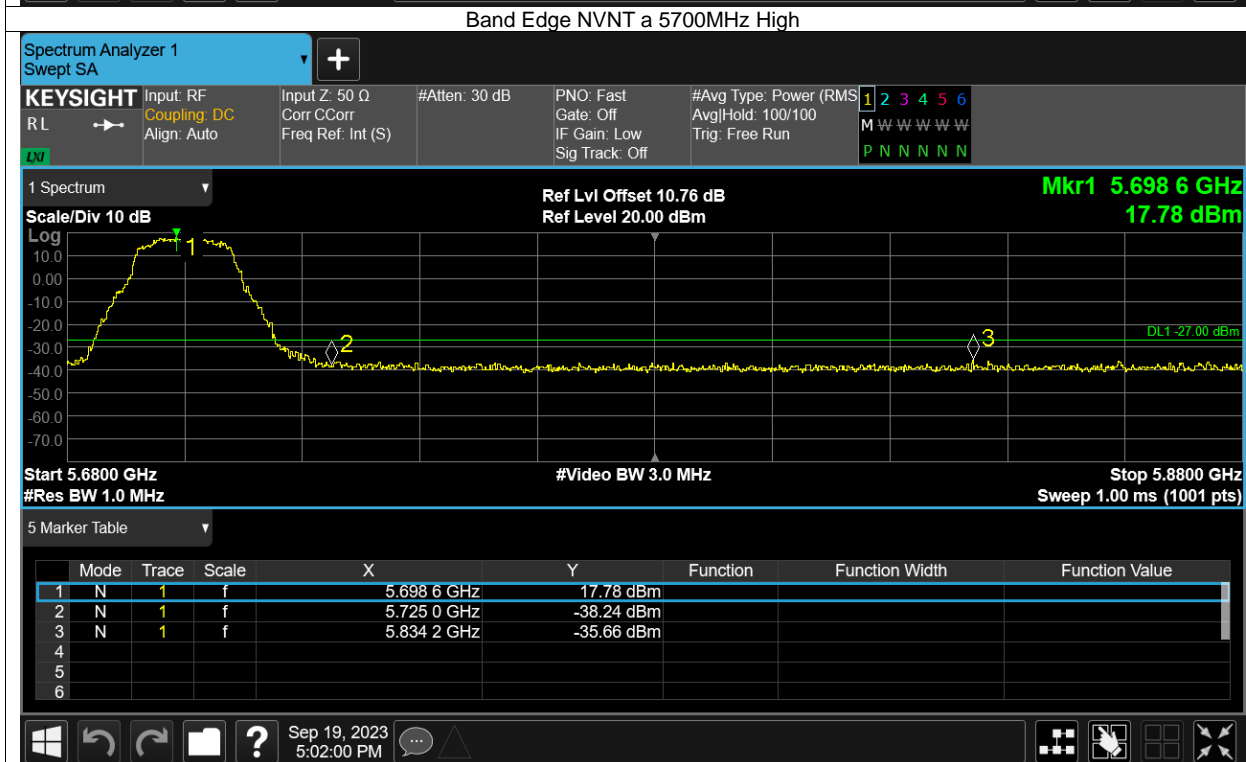 Band Edge NVNT a 5700MHz High
Spectrum Analyzer 1
Swept SA
+
KEYSIGHT Input: RF Input Z: 50 Ω #Atten: 30 dB PNO: Fast #Avg Type: Power (RMS 1 2 3 4 5 6
RL Coupling: DC Corr CCorr Gate: Off Avg|Hold: 100/100 M W W W W W
Align: Auto Freq Ref: Int (S) IF Gain: Low Trig: Free Run
LXI Sig Track: Off P N N N N N
1 Spectrum Ref Lvl Offset 10.76 dB Mkr1 5.698 6 GHz
Scale/Div 10 dB Ref Level 20.00 dBm 17.78 dBm
Log
1
10.0
0.00
-10.0
-20.0
DL1 -27.00 dBm
2
3
-30.0
-40.0
-50.0
-60.0
-70.0
Start 5.6800 GHz #Video BW 3.0 MHz Stop 5.8800 GHz
#Res BW 1.0 MHz Sweep 1.00 ms (1001 pts)
5 Marker Table
Mode Trace Scale X Y Function Function Width Function Value
1 N 1 f 5.698 6 GHz 17.78 dBm
2 N 1 f 5.725 0 GHz -38.24 dBm
3 N 1 f 5.834 2 GHz -35.66 dBm
4
5
6
? Sep 19, 2023
5:02:00 PM